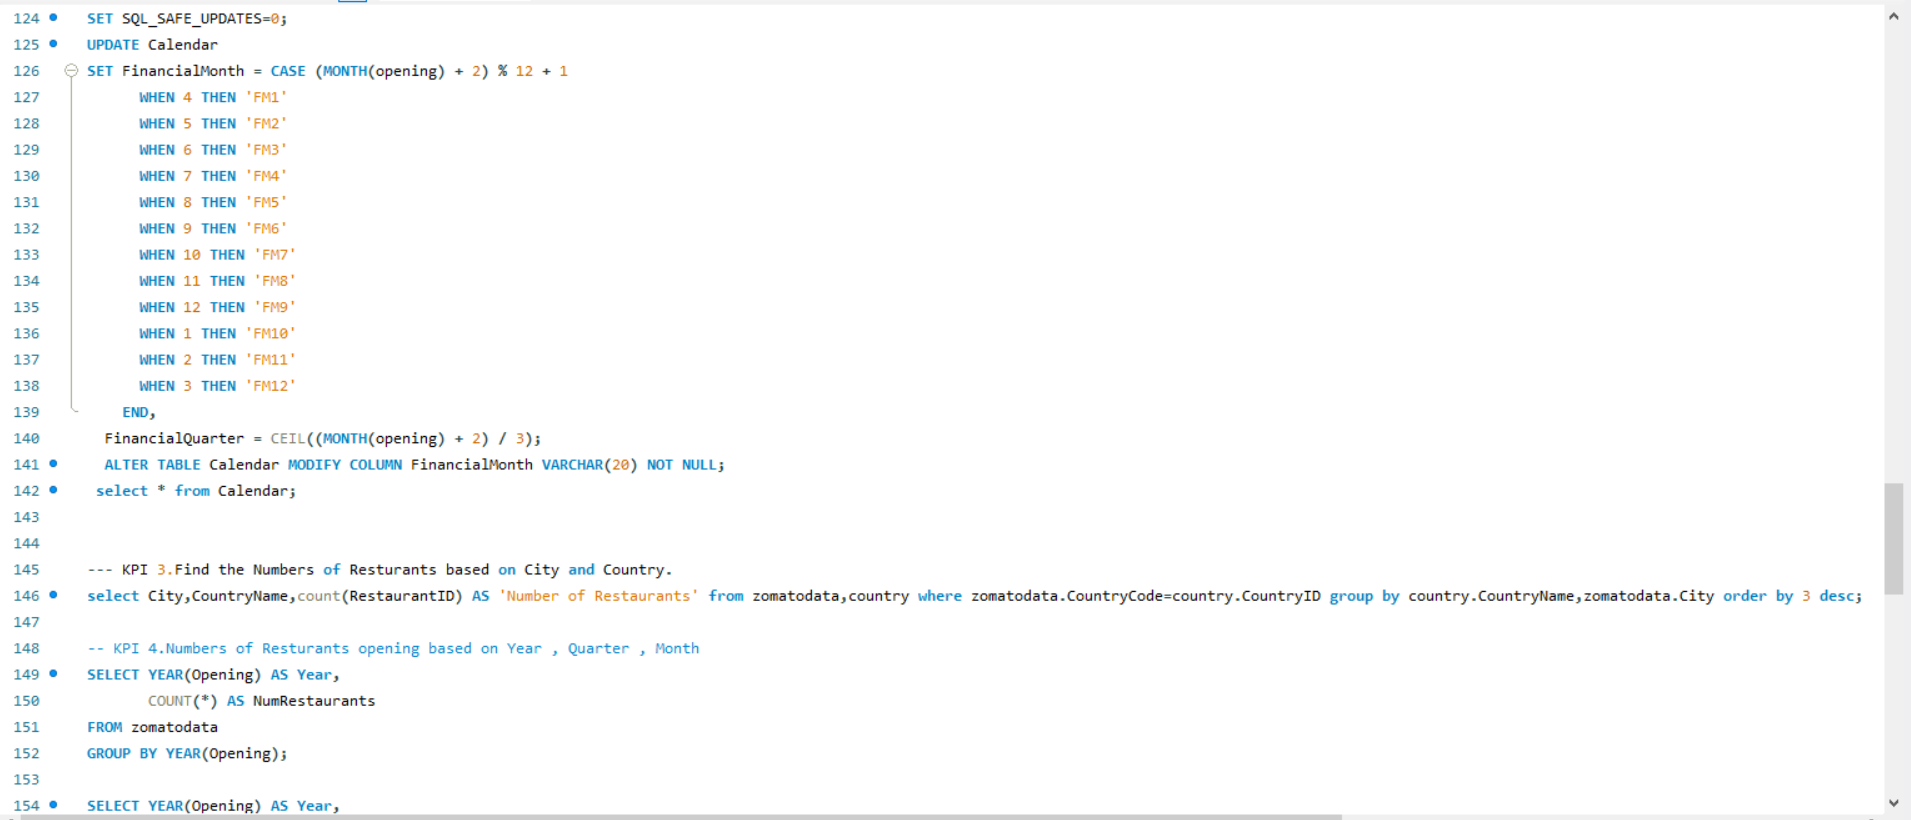 124 SET SQL_SAFE_UPDATES=0;
125 UPDATE Calendar
126 SET FinancialMonth = CASE (MONTH(opening) + 2) % 12 + 1
127 WHEN 4 THEN 'FM1'
128 WHEN 5 THEN 'FM2'
129 WHEN 6 THEN 'FM3'
130 WHEN 7 THEN 'FM4'
131 WHEN 8 THEN 'FM5'
132 WHEN 9 THEN 'FM6'
133 WHEN 10 THEN 'FM7'
134 WHEN 11 THEN 'FM8'
135 WHEN 12 THEN 'FM9'
136 WHEN 1 THEN 'FM10'
137 WHEN 2 THEN 'FM11'
138 WHEN 3 THEN 'FM12'
139 END,
140 FinancialQuarter = CEIL((MONTH(opening) + 2) / 3);
141 ALTER TABLE Calendar MODIFY COLUMN FinancialMonth VARCHAR(20) NOT NULL;
142 select * from Calendar;
143
144
145 --- KPI 3.Find the Numbers of Resturants based on City and Country.
146 select City,CountryName,count(RestaurantID) AS 'Number of Restaurants' from zomatodata,country where zomatodata.CountryCode=country.CountryID group by country.CountryName,zomatodata.City order by 3 desc;
147
148 -- KPI 4.Numbers of Resturants opening based on Year , Quarter , Month
149 SELECT YEAR(Opening) AS Year,
150 COUNT(*) AS NumRestaurants
151 FROM zomatodata
152 GROUP BY YEAR(Opening);
153
154 SELECT YEAR(Opening) AS Year,